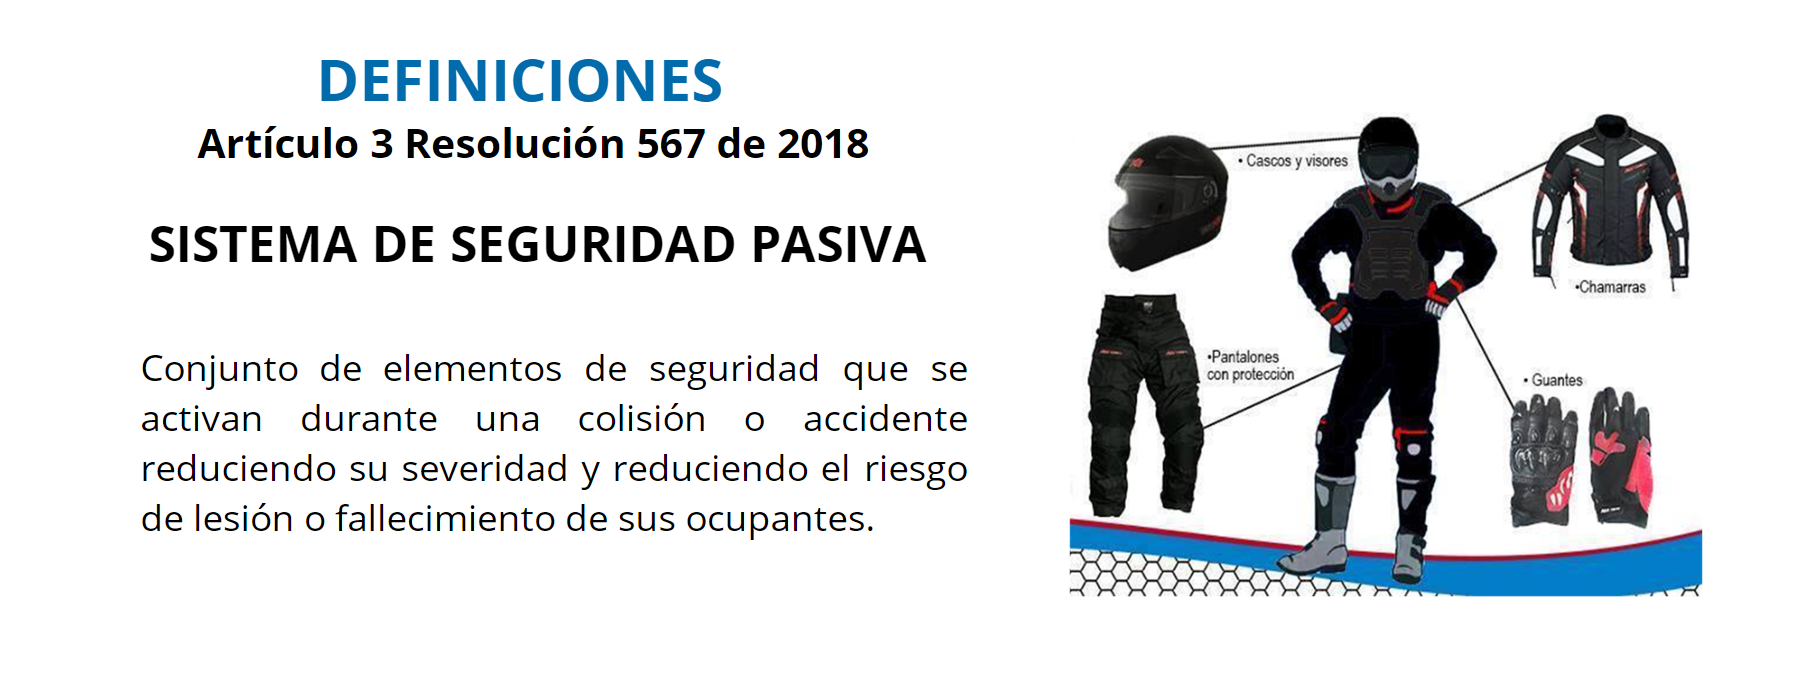 DEFINICIONES
Artículo 3 Resolución 567 de 2018
SISTEMA DE SEGURIDAD PASIVA
Conjunto de elementos de seguridad que se
activan durante una colisión o accidente
reduciendo su severidad y reduciendo el riesgo
de lesión o fallecimiento de sus ocupantes.
• Cascos y visores
•Chamarras
•Pantalones
con protección
• Guantes